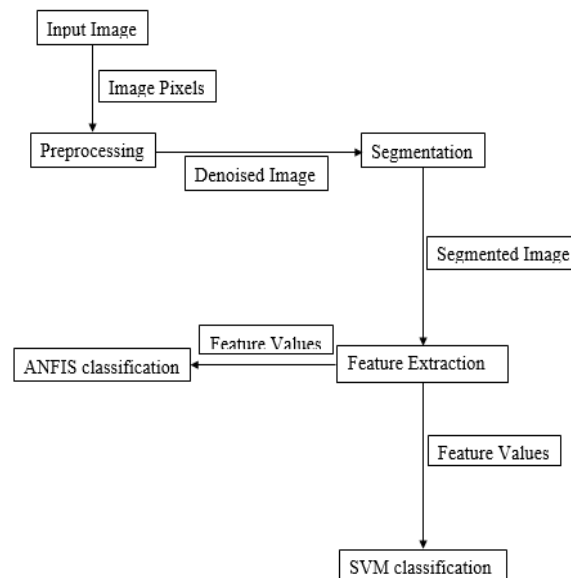 Input Image
Image Pixels
Preprocessing
Segmentation
Denoised Image
Segmented Image
Feature Values
ANFIS classification
Feature Extraction
Feature Values
SVM classification